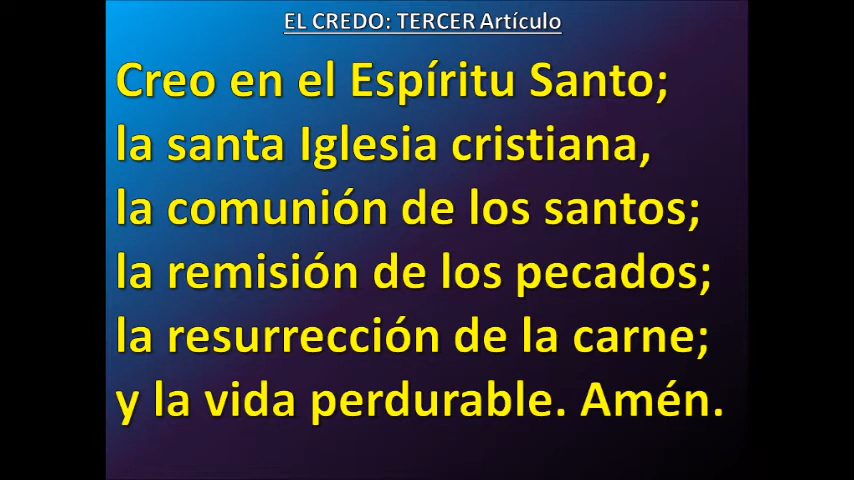 EL CREDO: TERCER Artículo
Creo en el Espíritu Santo;
la santa Iglesia cristiana,
la comunión de los santos;
la remisión de los pecados;
la resurrección de la carne;
y la vida perdurable. Amén.